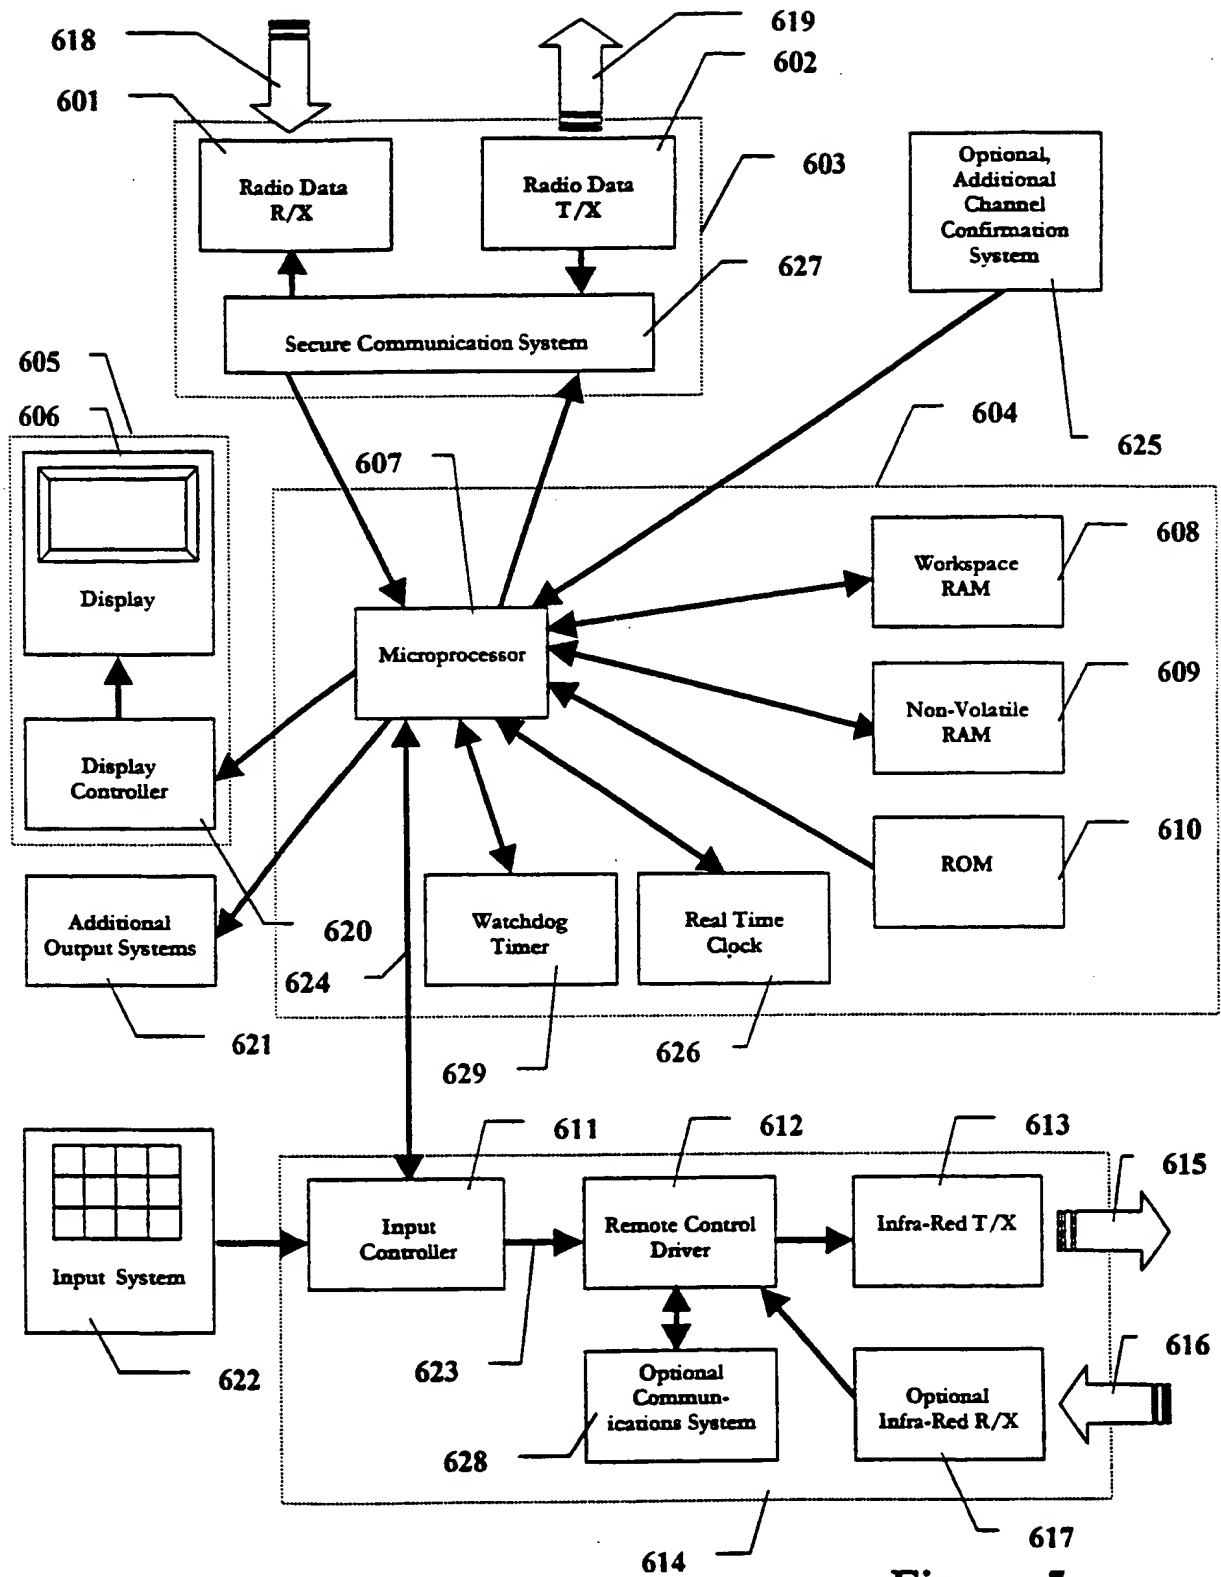 618
619
602
601
Radio Data
R/X
Radio Data
T/X
603
Optional,
Additional
Channel
Confirmation
System
627
Secure Communication System
605
606
604
625
607
608
Workspace
RAM
Display
Microprocessor
609
Non-Volatile
RAM
Display
Controller
610
ROM
Additional
Output Systems
620
624
Watchdog
Timer
Real Time
Clock
621
629
626
611
612
613
615
Input
Controller
Remote Control
Driver
Infra-Red T/X
Input System
623
622
616
Optional
Commun-
ications System
Optional
Infra-Red R/X
628
617
614